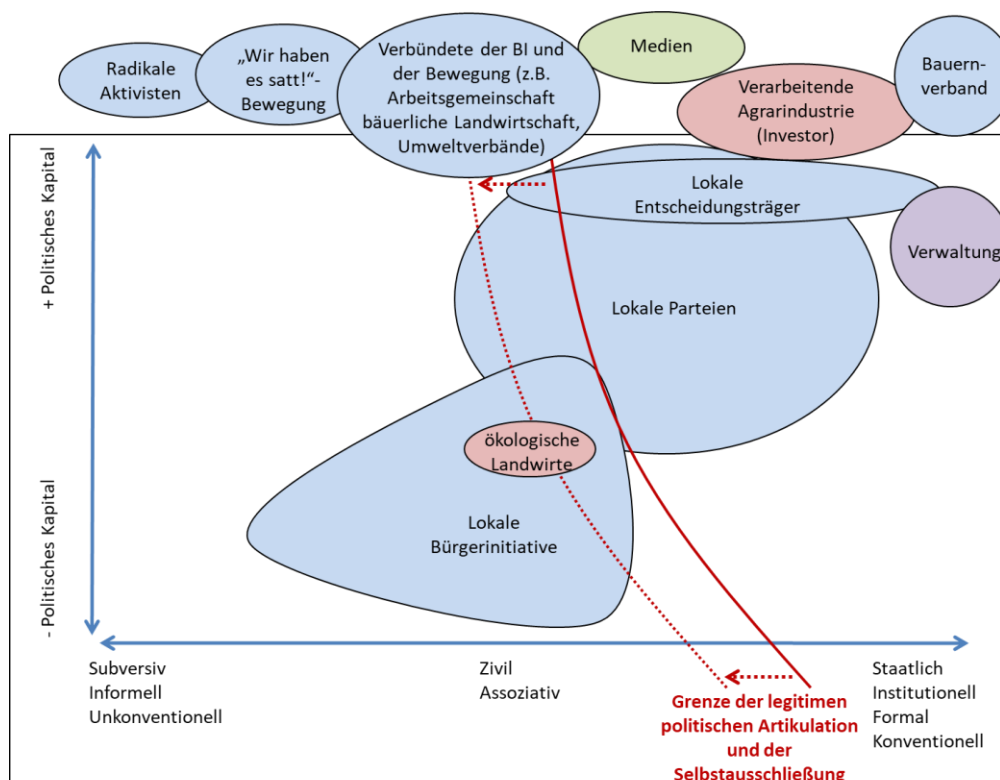 Radikale
Aktivisten
„Wir haben
es satt!“-
Bewegung
Verbündete der BI und
der Bewegung (z.B.
Arbeitsgemeinschaft
bäuerliche Landwirtschaft,
Umweltverbände)
Medien
Verarbeitende
Agrarindustrie
(Investor)
Bauern-
verband
Lokale
Entscheidungsträger
Verwaltung
Lokale Parteien
ökologische
Landwirte
Lokale
Bürgerinitiative
+ Politisches Kapital
- Politisches Kapital
Subversiv
Informell
Unkonventionell
Zivil
Assoziativ
Staatlich
Institutionell
Formal
Konventionell
Grenze der legitimen
politischen Artikulation
und der
Selbstausschließung